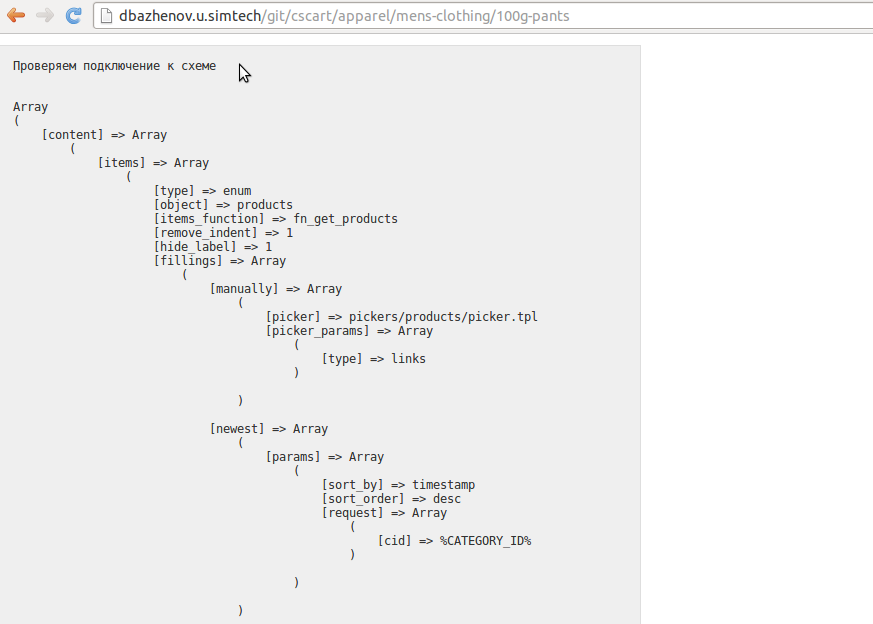 dbazhenov.u.simtech/git/cscart/apparel/mens-clothing/100g-pants
Проверяем подключение к схеме
Array
(
[content] => Array
(
[items] => Array
(
[type] => enum
[object] => products
[items_function] => fn_get_products
[remove_indent] => 1
[hide_label] => 1
[fillings] => Array
(
[manually] => Array
(
[picker] => pickers/products/picker.tpl
[picker_params] => Array
(
[type] => links
)
)
[newest] => Array
(
[params] => Array
(
[sort_by] => timestamp
[sort_order] => desc
[request] => Array
(
[cid] => %CATEGORY_ID%
)
)
)